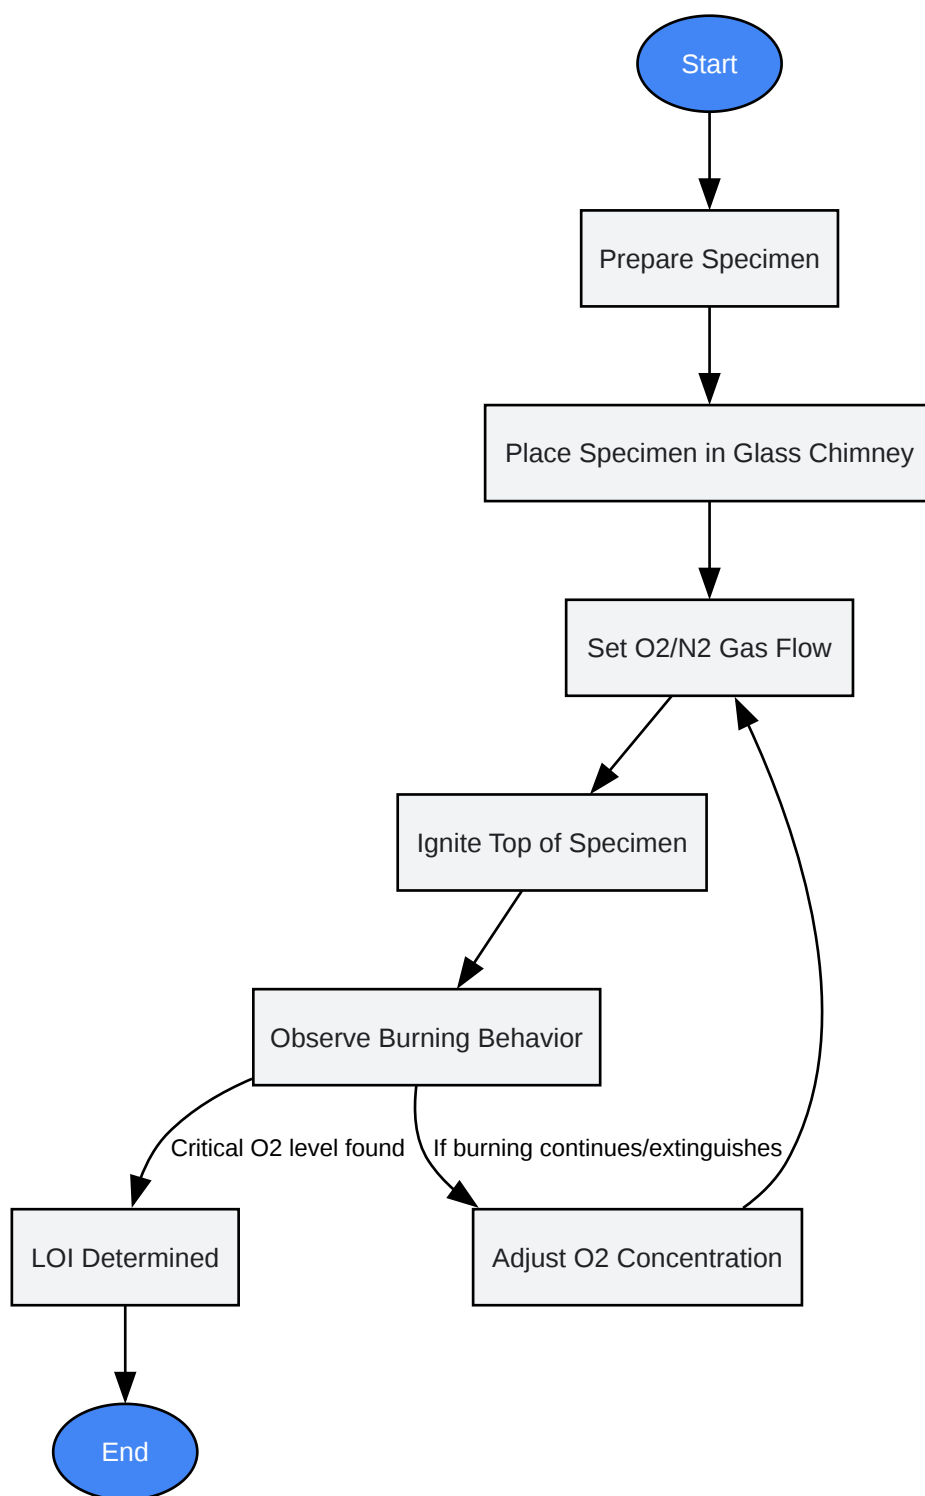 Start
Prepare Specimen
Place Specimen in Glass Chimney
Set O2/N2 Gas Flow
Ignite Top of Specimen
Observe Burning Behavior
Critical O2 level found
If burning continues/extinguishes
LOI Determined
Adjust O2 Concentration
End